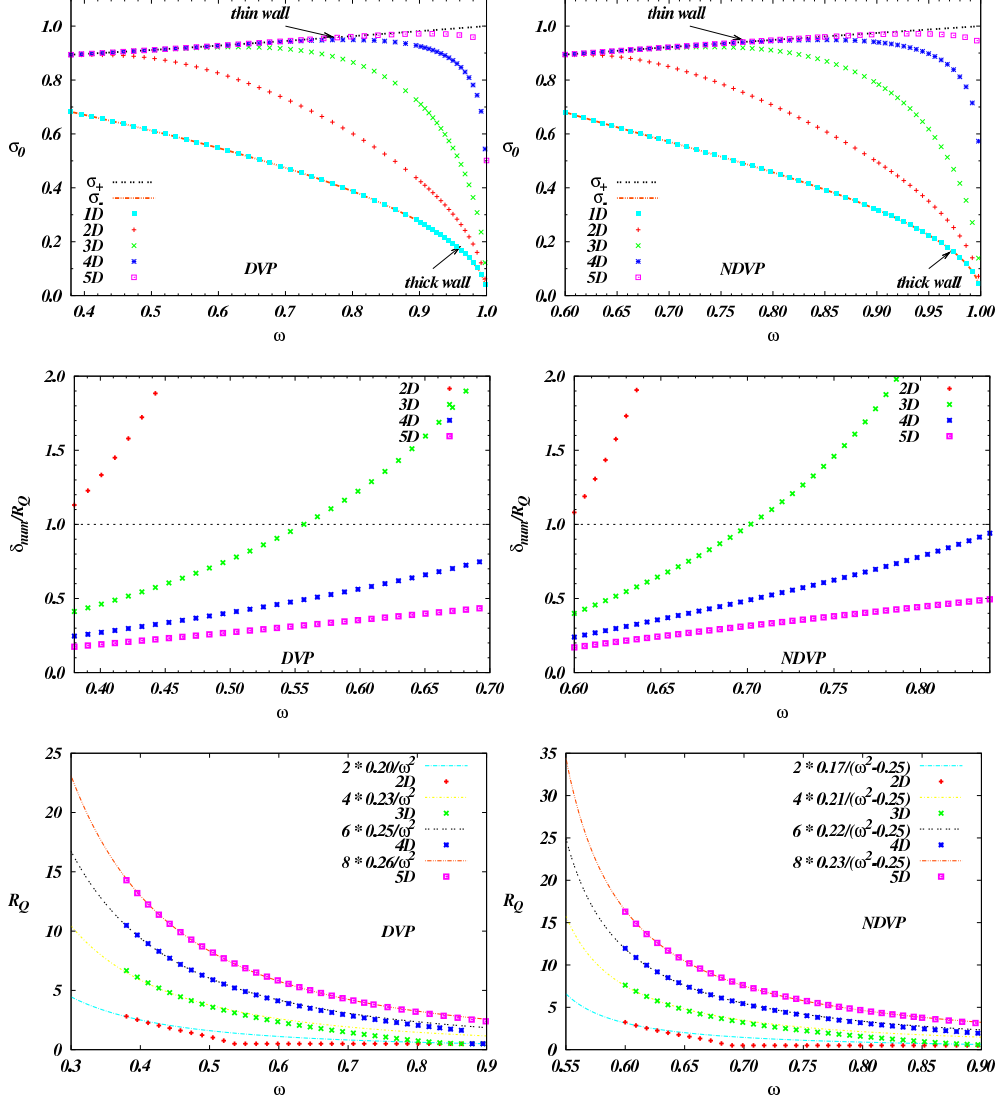 thin wall
σ0
1.0
0.8
0.6
0.4
0.2
0.0
σ+
σ-
1D
2D
3D
4D
5D
DVP
thick wall
0.4 0.5 0.6 0.7 0.8 0.9 1.0
ω
thin wall
σ0
1.0
0.8
0.6
0.4
0.2
0.0
σ+
σ-
1D
2D
3D
4D
5D
NDVP
thick wall
0.60 0.65 0.70 0.75 0.80 0.85 0.90 0.95 1.00
ω
δnum/RQ
2.0
1.5
1.0
0.5
0.0
2D
3D
4D
5D
DVP
0.40 0.45 0.50 0.55 0.60 0.65 0.70
ω
δnum/RQ
2.0
1.5
1.0
0.5
0.0
2D
3D
4D
5D
NDVP
0.60 0.65 0.70 0.75 0.80
ω
RQ
25
20
15
10
5
0
2 * 0.20/ω²
2D
4 * 0.23/ω²
3D
6 * 0.25/ω²
4D
8 * 0.26/ω²
5D
DVP
0.3 0.4 0.5 0.6 0.7 0.8 0.9
ω
RQ
35
30
25
20
15
10
5
0
2 * 0.17/(ω²-0.25)
2D
4 * 0.21/(ω²-0.25)
3D
6 * 0.22/(ω²-0.25)
4D
8 * 0.23/(ω²-0.25)
5D
NDVP
0.55 0.60 0.65 0.70 0.75 0.80 0.85 0.90
ω